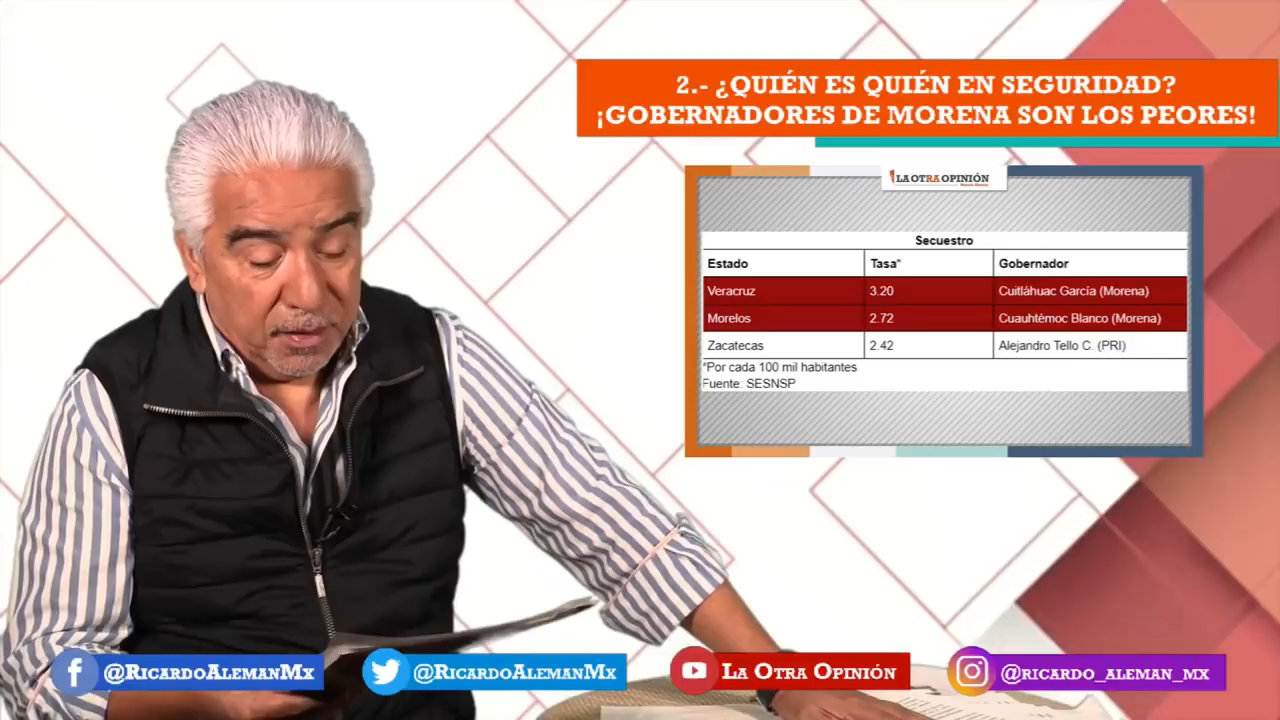 2.- ¿QUIÉN ES QUIÉN EN SEGURIDAD?
¡GOBERNADORES DE MORENA SON LOS PEORES!
LA OTRA OPINIÓN
Secuestro
Estado Tasa* Gobernador
Veracruz 3.20 Cuitláhuac García (Morena)
Morelos 2.72 Cuauhtémoc Blanco (Morena)
Zacatecas 2.42 Alejandro Tello C. (PRI)
*Por cada 100 mil habitantes
Fuente: SESNSP
@RICARDOALEMANMX @RICARDOALEMANMX LA OTRA OPINIÓN @RICARDO_ALEMAN_MX